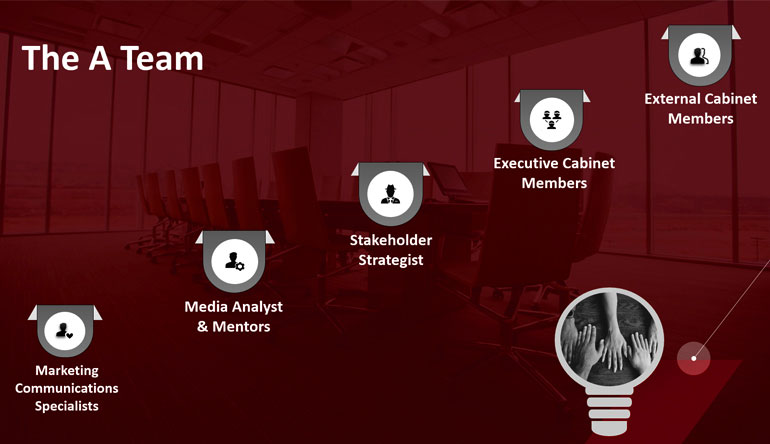 The A Team
External Cabinet
Members
Executive Cabinet
Members
Stakeholder
Strategist
Media Analyst
& Mentors
Marketing
Communications
Specialists